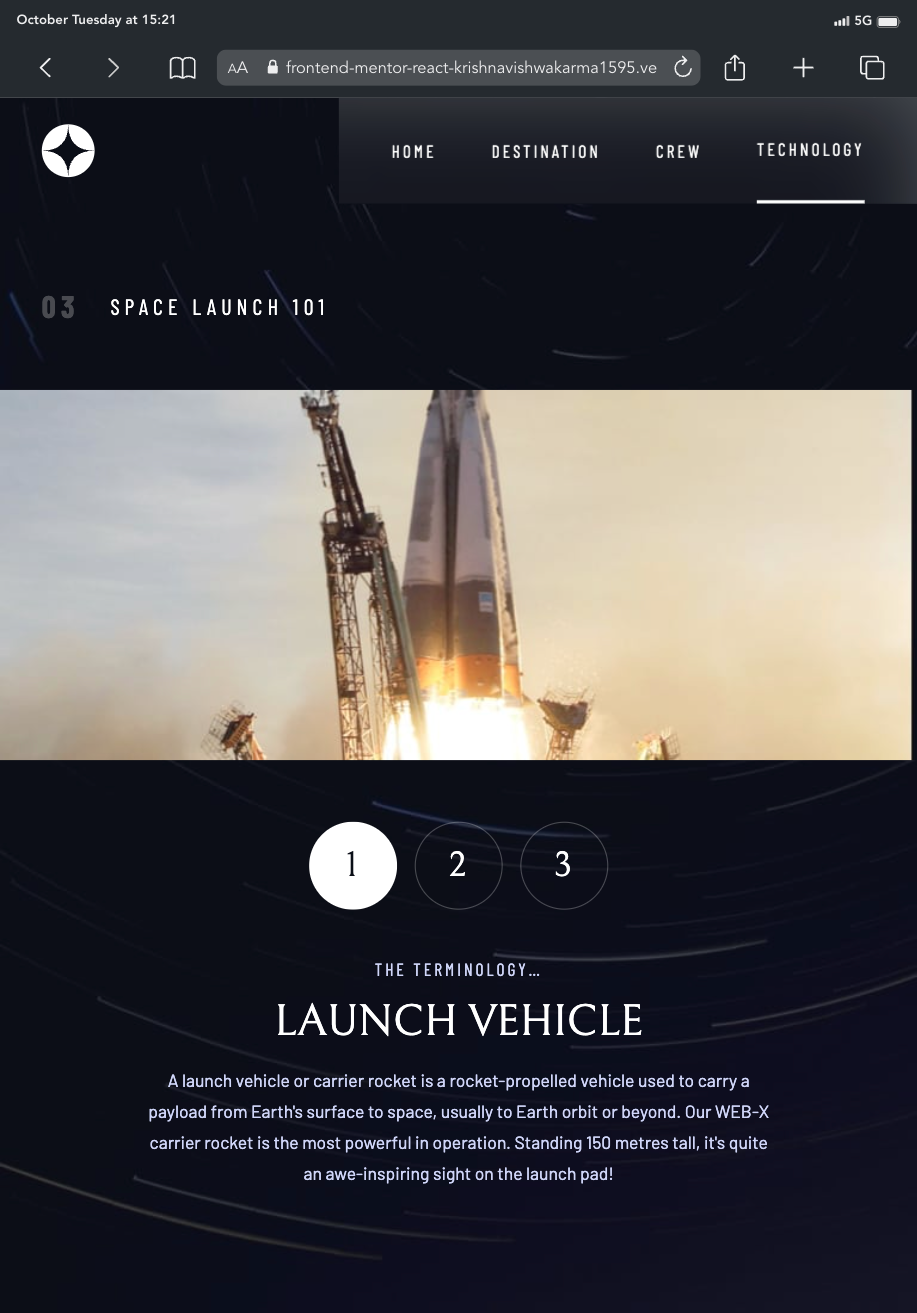 October Tuesday at 15:21
5G
AA
frontend-mentor-react-krishnavishwakarma1595.ve
HOME DESTINATION CREW TECHNOLOGY
03 SPACE LAUNCH 101
1 2 3
THE TERMINOLOGY…
LAUNCH VEHICLE
A launch vehicle or carrier rocket is a rocket-propelled vehicle used to carry a
payload from Earth's surface to space, usually to Earth orbit or beyond. Our WEB-X
carrier rocket is the most powerful in operation. Standing 150 metres tall, it's quite
an awe-inspiring sight on the launch pad!